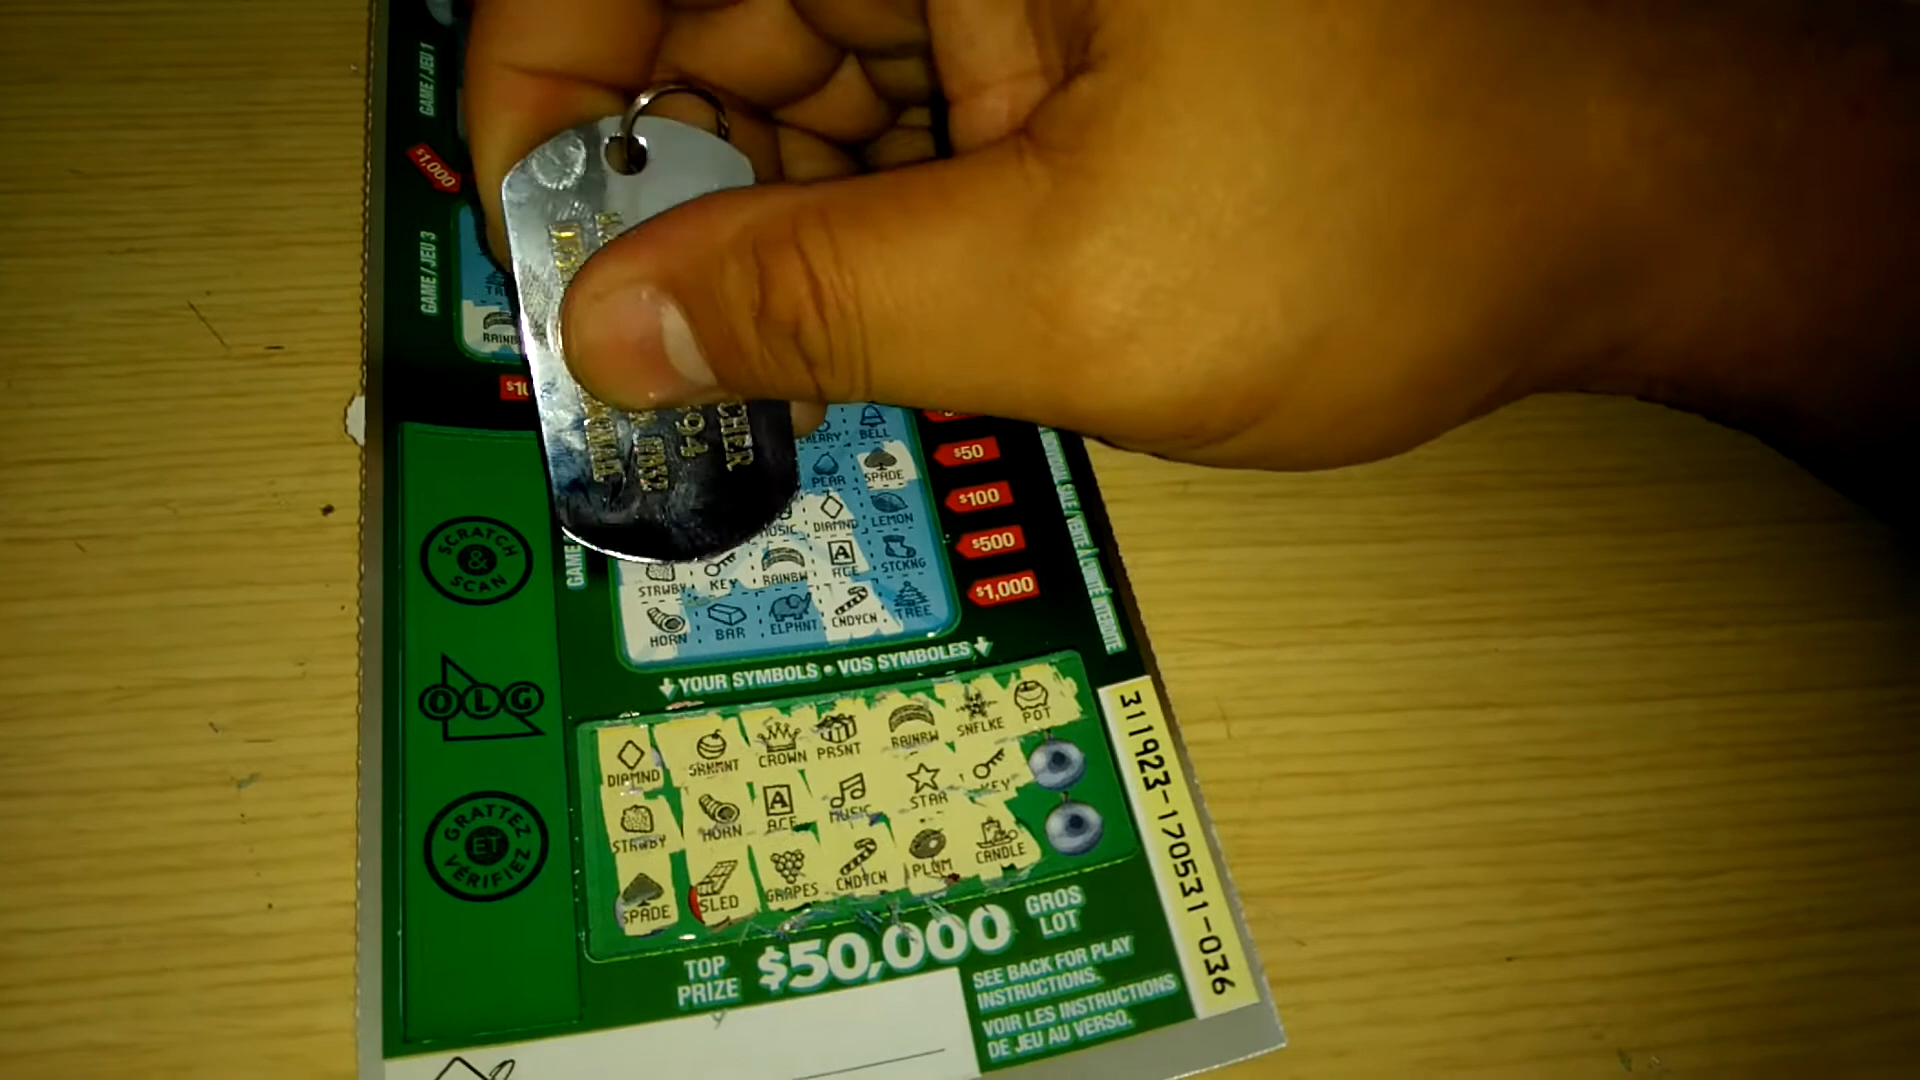 GAME / JEU 1
$1,000
GAME / JEU 3
CHERRY BELL
$50
PEAR SPADE
$100
MUSIC DIAMND LEMON
$500
STRWBY KEY RAINBW ACE STCKNG
$1,000
HORN BAR ELPHNT CNDYCN TREE
YOUR SYMBOLS • VOS SYMBOLES
DIAMND ORNMNT CROWN PRSNT RAINBW SNFLKE POT
STRWBY HORN ACE MUSIC STAR KEY
SPADE SLED GRAPES CNDYCN PLUM CANDLE
SCRATCH & SCAN
OLG
GRATTEZ ET VÉRIFIEZ
TOP PRIZE $50,000 GROS LOT
SEE BACK FOR PLAY
INSTRUCTIONS.
VOIR LES INSTRUCTIONS
DE JEU AU VERSO.
311923-170531-036